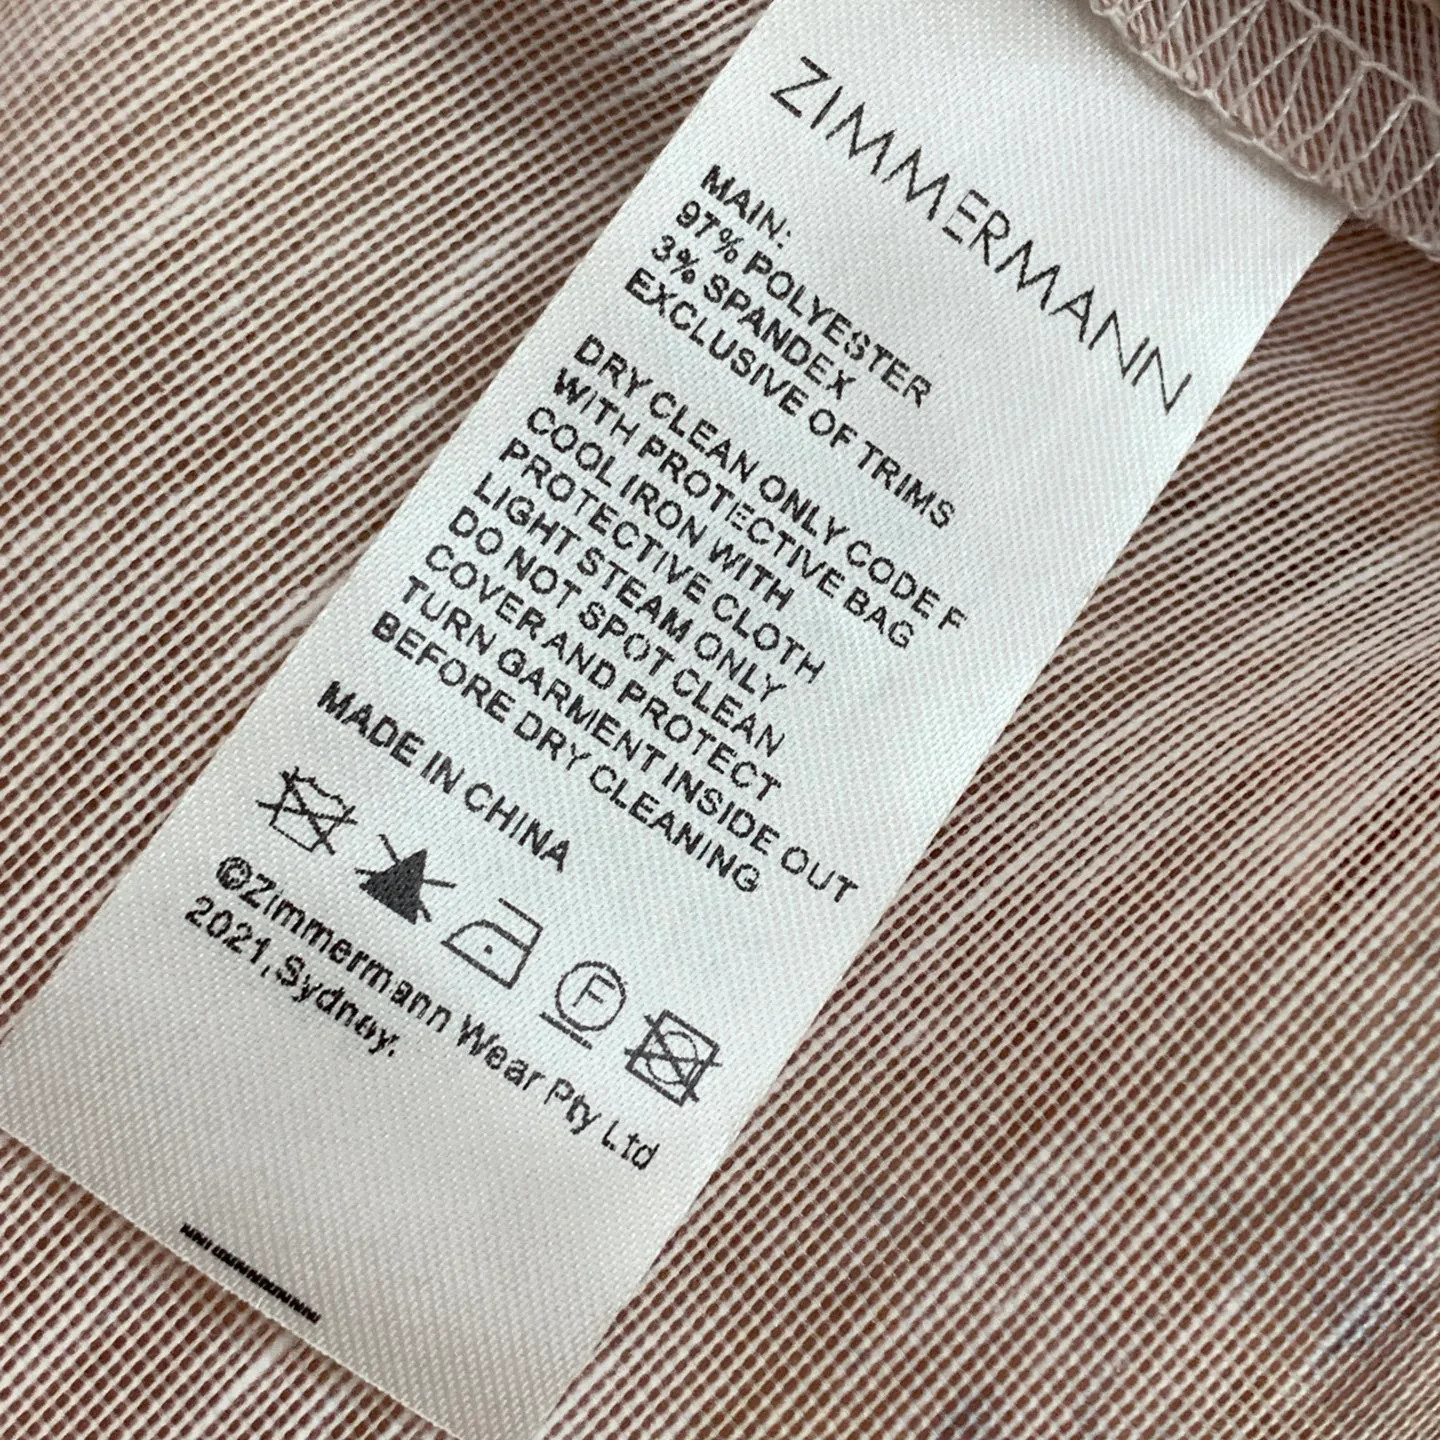 ZIMMERMANN
MAIN:
97% POLYESTER
3% SPANDEX
EXCLUSIVE OF TRIMS
DRY CLEAN ONLY CODE F
WITH PROTECTIVE BAG
COOL IRON WITH
PROTECTIVE CLOTH
LIGHT STEAM ONLY
DO NOT SPOT CLEAN
COVER AND PROTECT
TURN GARMENT INSIDE OUT
BEFORE DRY CLEANING
MADE IN CHINA
F
©Zimmermann Wear Pty Ltd
2021,Sydney.